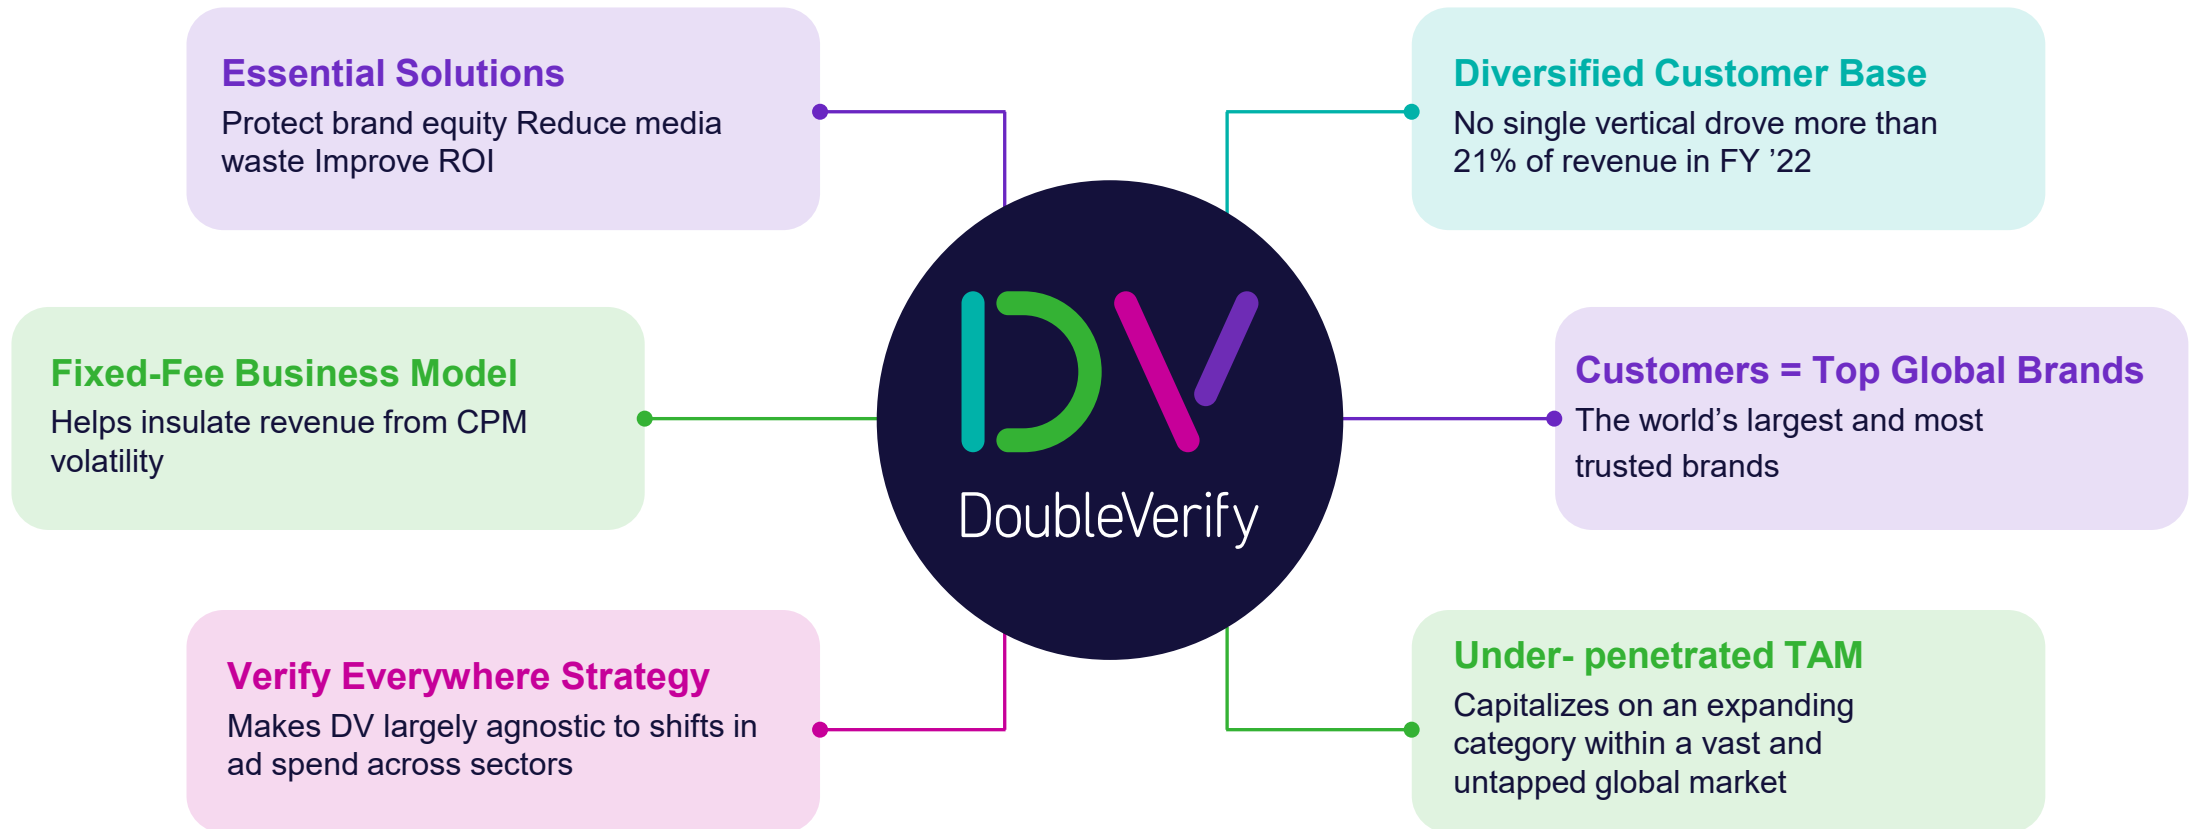 Essential Solutions
Protect brand equity Reduce media
waste Improve ROI
Diversified Customer Base
No single vertical drove more than
21% of revenue in FY ’22
Fixed-Fee Business Model
Helps insulate revenue from CPM
volatility
DV
DoubleVerify
Customers = Top Global Brands
The world’s largest and most
trusted brands
Verify Everywhere Strategy
Makes DV largely agnostic to shifts in
ad spend across sectors
Under- penetrated TAM
Capitalizes on an expanding
category within a vast and
untapped global market